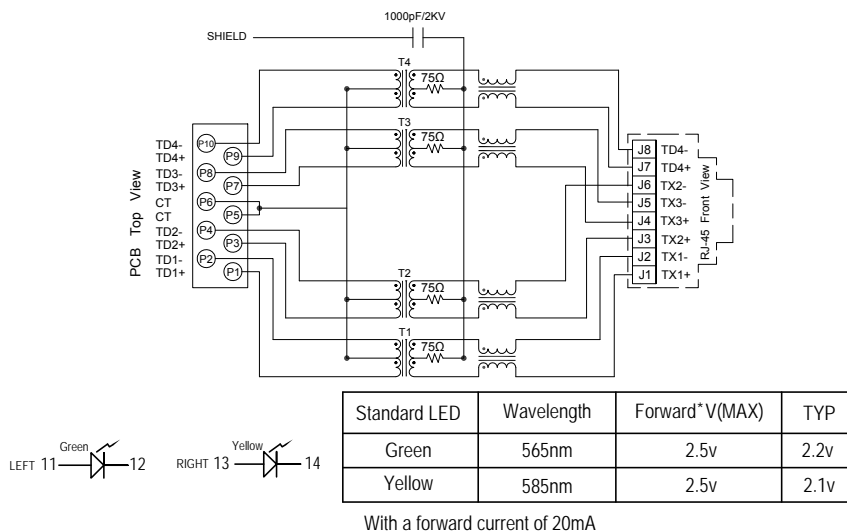 1000pF/2KV
SHIELD
T4
75Ω
T3
75Ω
T2
75Ω
T1
75Ω
PCB Top View
TD4-
TD4+
TD3-
TD3+
CT
CT
TD2-
TD2+
TD1-
TD1+
P10
P9
P8
P7
P6
P5
P4
P3
P2
P1
J8 TD4-
J7 TD4+
J6 TX2-
J5 TX3-
J4 TX3+
J3 TX2+
J2 TX1-
J1 TX1+
RJ-45 Front View
LEFT 11 Green 12
RIGHT 13 Yellow 14
Standard LED Wavelength Forward*V(MAX) TYP
Green 565nm 2.5v 2.2v
Yellow 585nm 2.5v 2.1v
With a forward current of 20mA